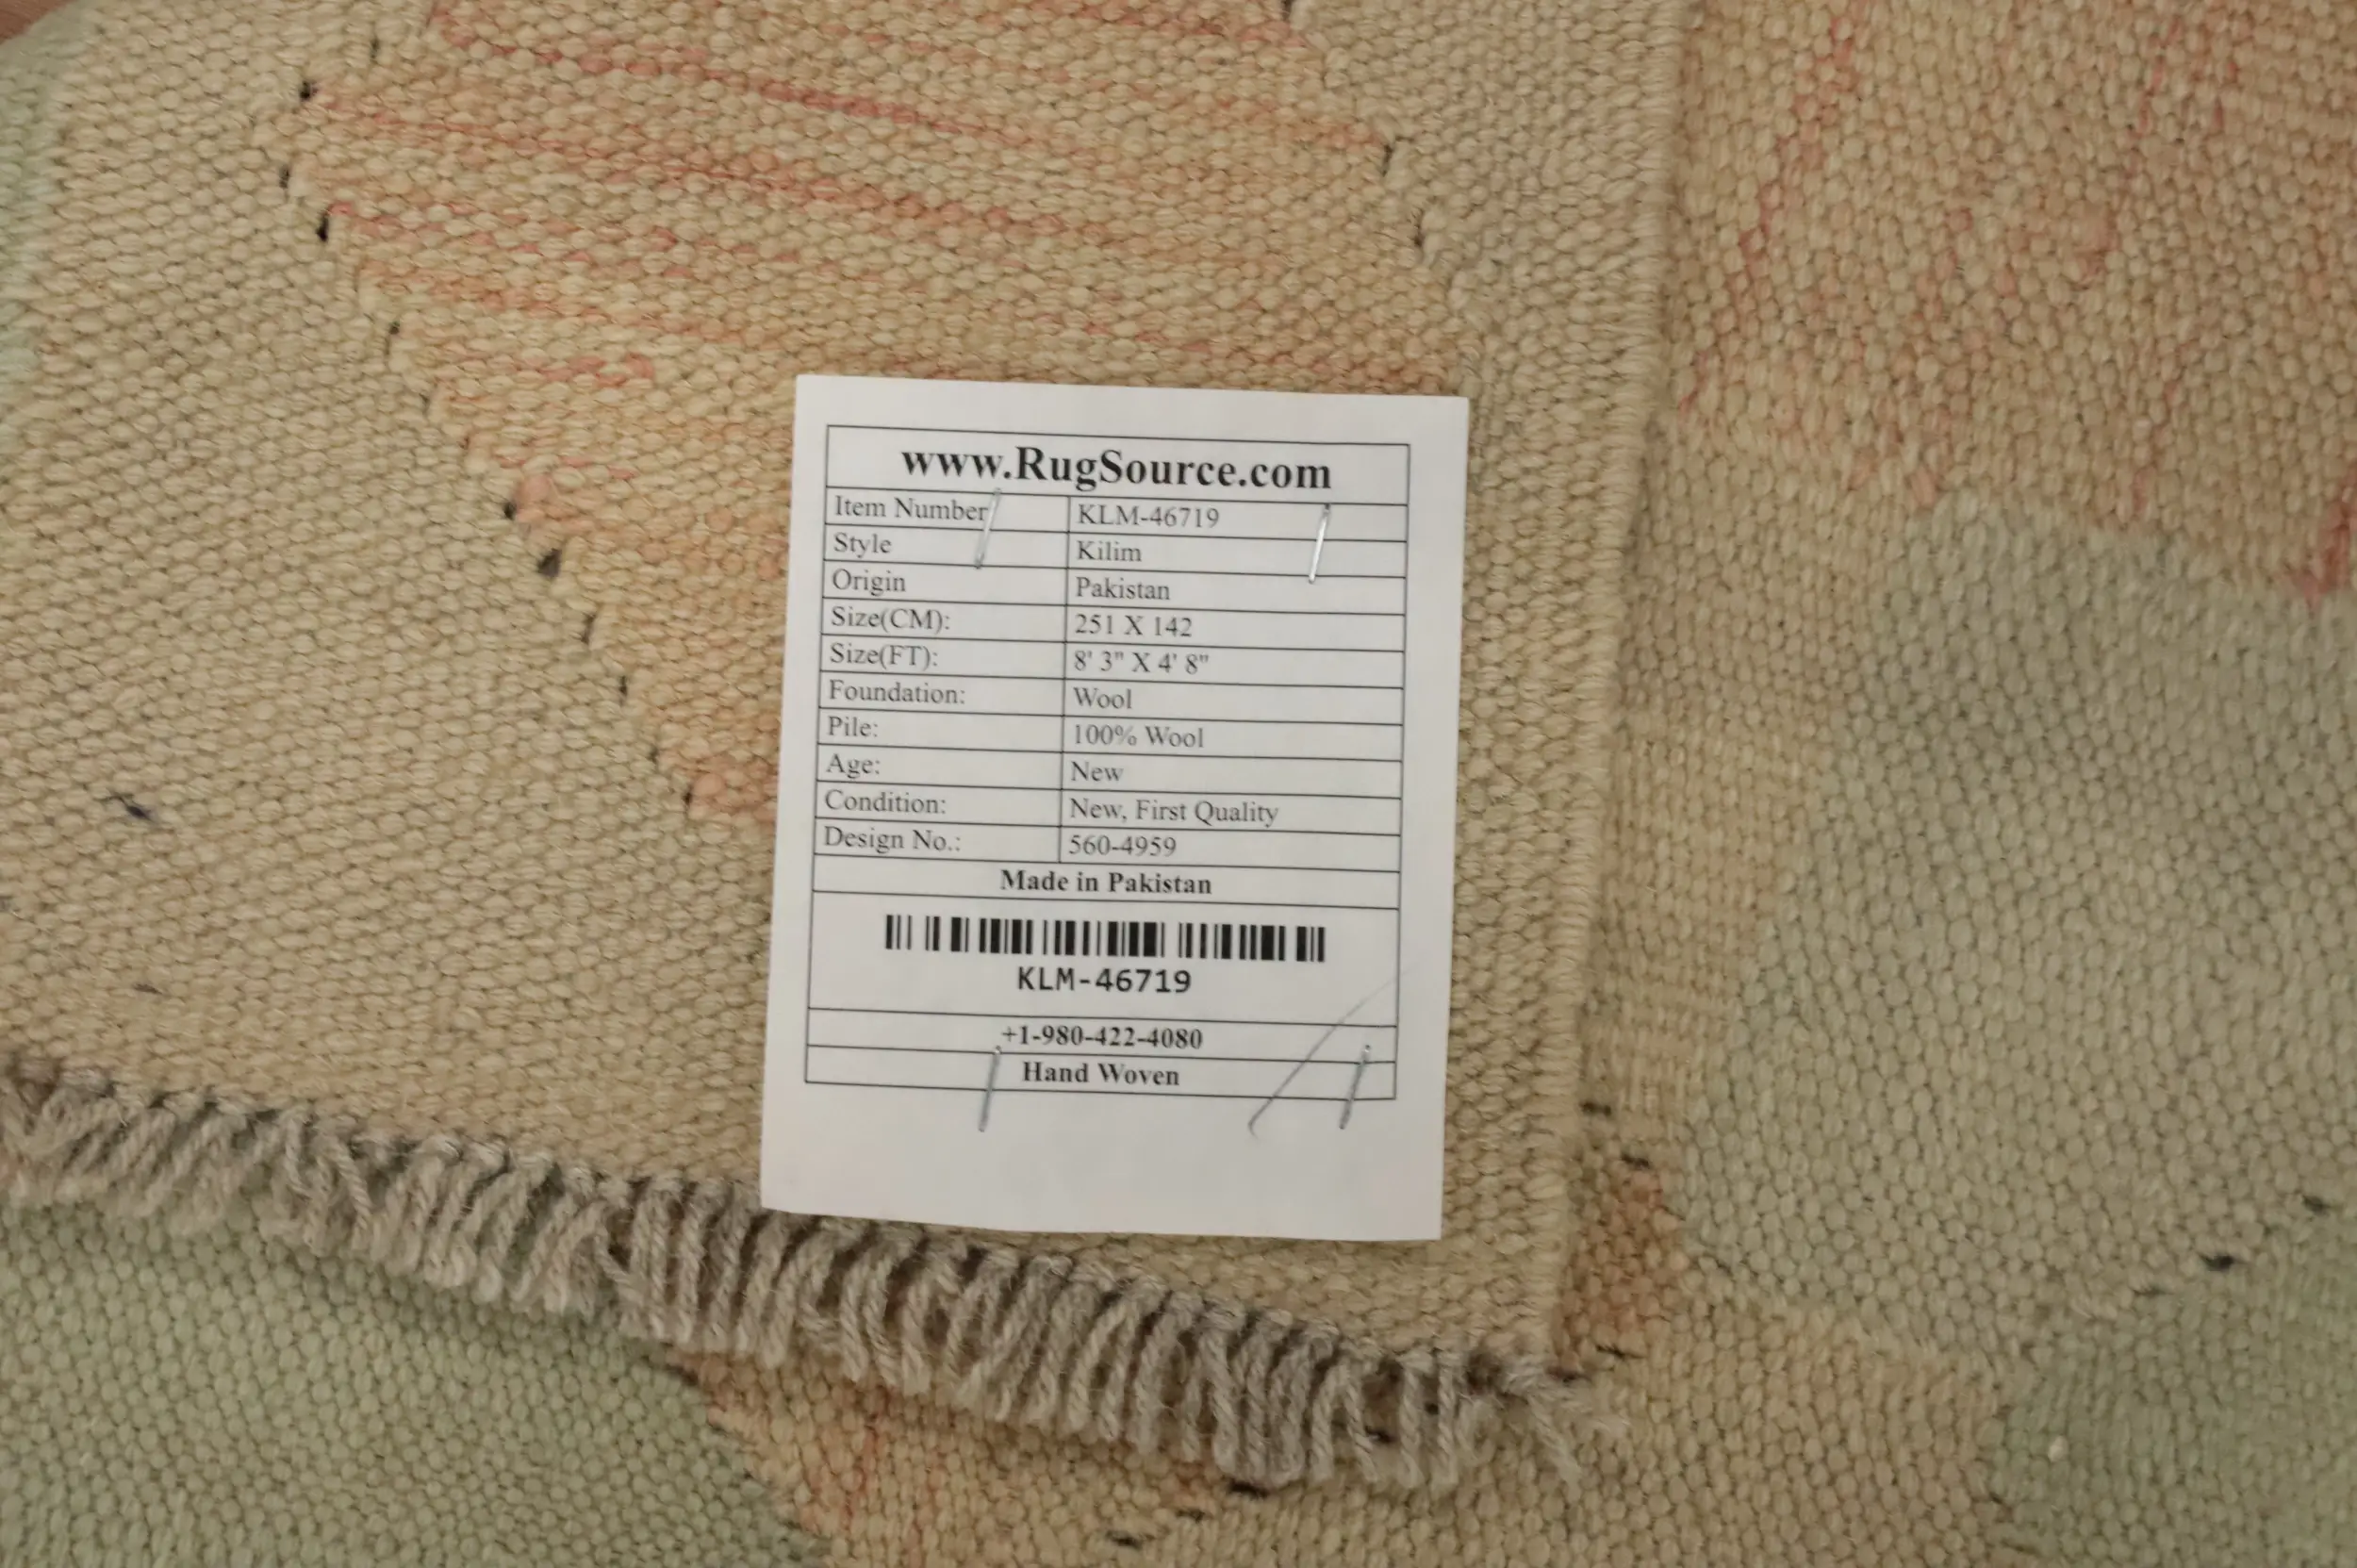 www.RugSource.com
Item Number KLM-46719
Style Kilim
Origin Pakistan
Size(CM): 251 X 142
Size(FT): 8' 3" X 4' 8"
Foundation: Wool
Pile: 100% Wool
Age: New
Condition: New, First Quality
Design No.: 560-4959
Made in Pakistan
KLM-46719
+1-980-422-4080
Hand Woven